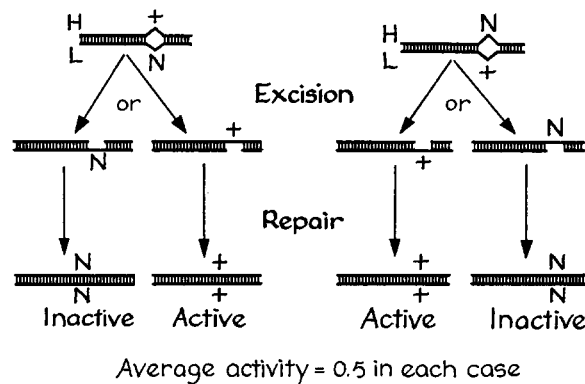 H + H N
L N L +
or Excision or
N + + N
Repair
N + + N
N + + N
Inactive Active Active Inactive
Average activity = 0.5 in each case